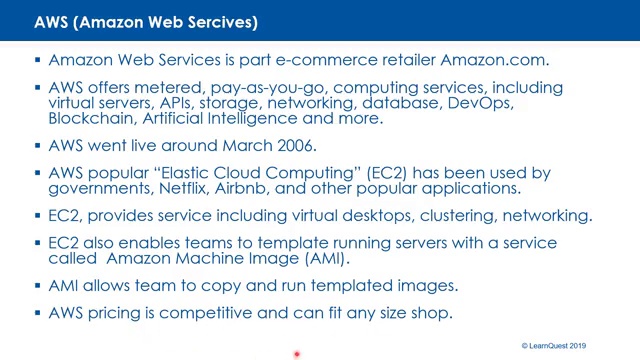 AWS (Amazon Web Sercives)
▪ Amazon Web Services is part e-commerce retailer Amazon.com.
▪ AWS offers metered, pay-as-you-go, computing services, including
virtual servers, APIs, storage, networking, database, DevOps,
Blockchain, Artificial Intelligence and more.
▪ AWS went live around March 2006.
▪ AWS popular “Elastic Cloud Computing” (EC2) has been used by
governments, Netflix, Airbnb, and other popular applications.
▪ EC2, provides service including virtual desktops, clustering, networking.
▪ EC2 also enables teams to template running servers with a service
called  Amazon Machine Image (AMI).
▪ AMI allows team to copy and run templated images.
▪ AWS pricing is competitive and can fit any size shop.
© LearnQuest 2019